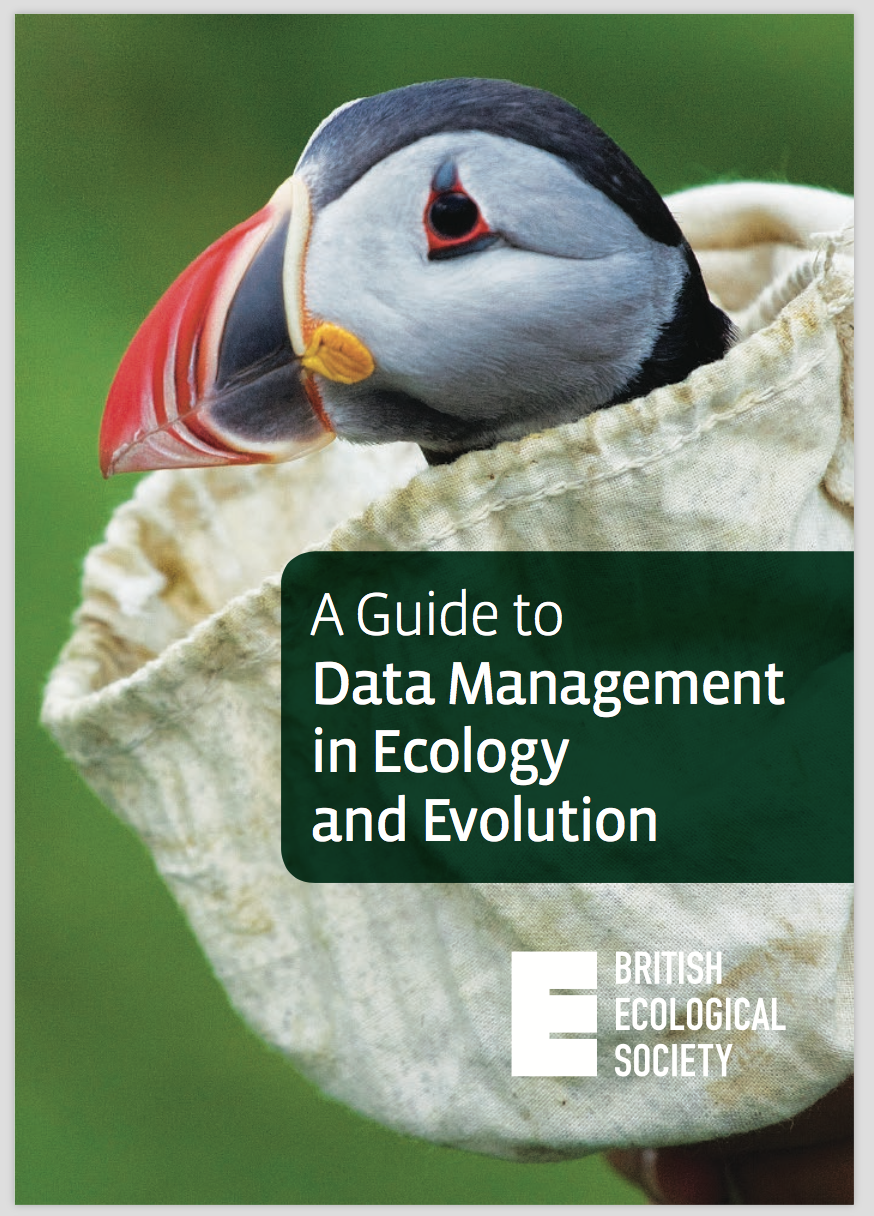 A Guide to
Data Management
in Ecology
and Evolution
BRITISH
ECOLOGICAL
SOCIETY